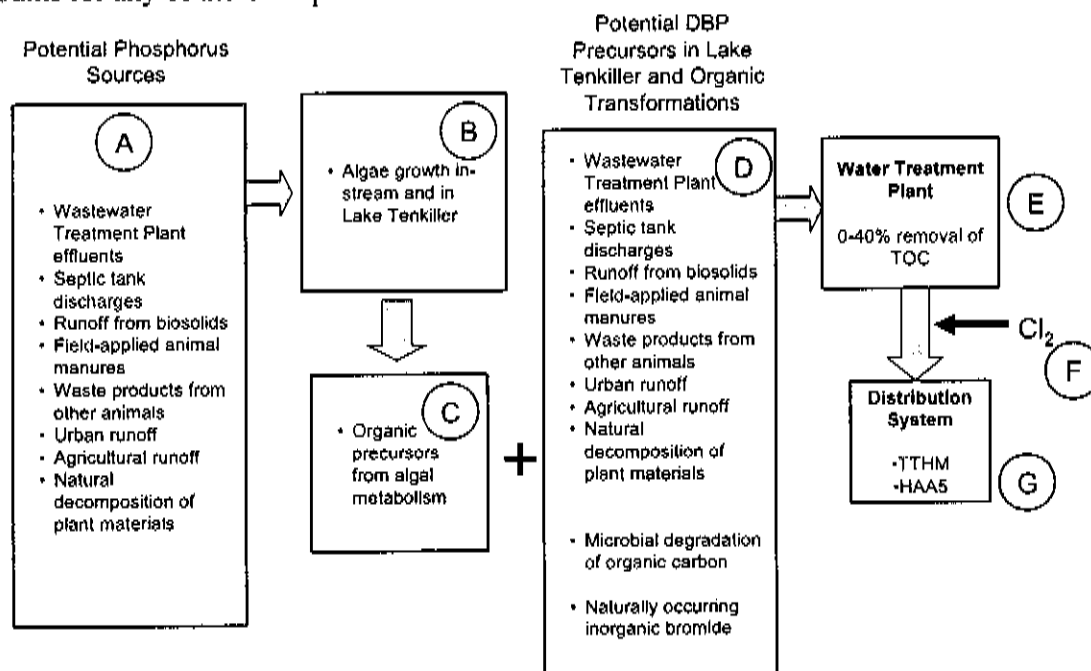 Potential Phosphorus
Sources
A
• Wastewater
Treatment Plant
effluents
• Septic tank
discharges
• Runoff from biosolids
• Field-applied animal
manures
• Waste products from
other animals
• Urban runoff
• Agricultural runoff
• Natural
decomposition of
plant materials
B
• Algae growth in-
stream and in
Lake Tenkiller
C
• Organic
precursors
from algal
metabolism
+
Potential DBP
Precursors in Lake
Tenkiller and Organic
Transformations
D
• Wastewater
Treatment Plant
effluents
• Septic tank
discharges
• Runoff from biosolids
• Field-applied animal
manures
• Waste products from
other animals
• Urban runoff
• Agricultural runoff
• Natural
decomposition of
plant materials
• Microbial degradation
of organic carbon
• Naturally occurring
inorganic bromide
Water Treatment
Plant
0-40% removal of
TOC
E
Cl₂
F
Distribution
System
•TTHM
•HAA5
G